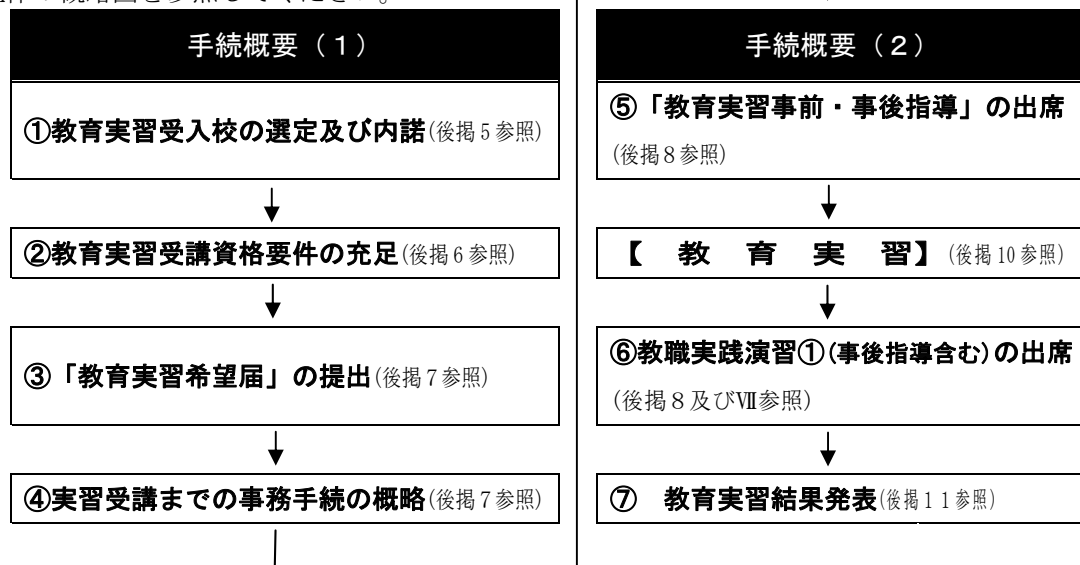 手続概要（１）
①教育実習受入校の選定及び内諾(後掲５参照)
②教育実習受講資格要件の充足(後掲６参照)
③「教育実習希望届」の提出(後掲７参照)
④実習受講までの事務手続の概略(後掲７参照)
手続概要（２）
⑤「教育実習事前・事後指導」の出席
(後掲８参照)
【　教　育　実　習】(後掲10参照)
⑥教職実践演習①(事後指導含む)の出席
(後掲８及びⅦ参照)
⑦　教育実習結果発表(後掲１１参照)